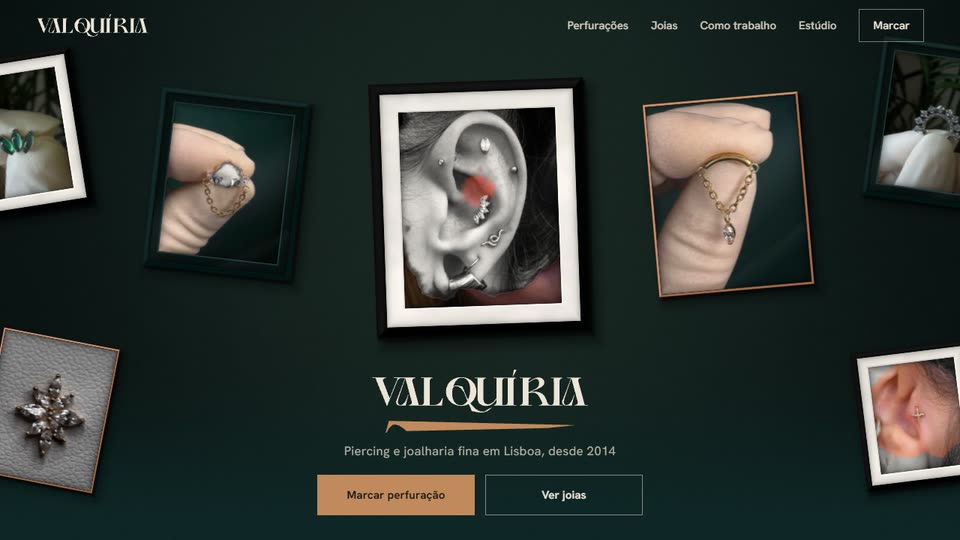 VALQUÍRIA
Perfurações
Joias
Como trabalho
Estúdio
Marcar
VALQUÍRIA
Piercing e joalharia fina em Lisboa, desde 2014
Marcar perfuração
Ver joias